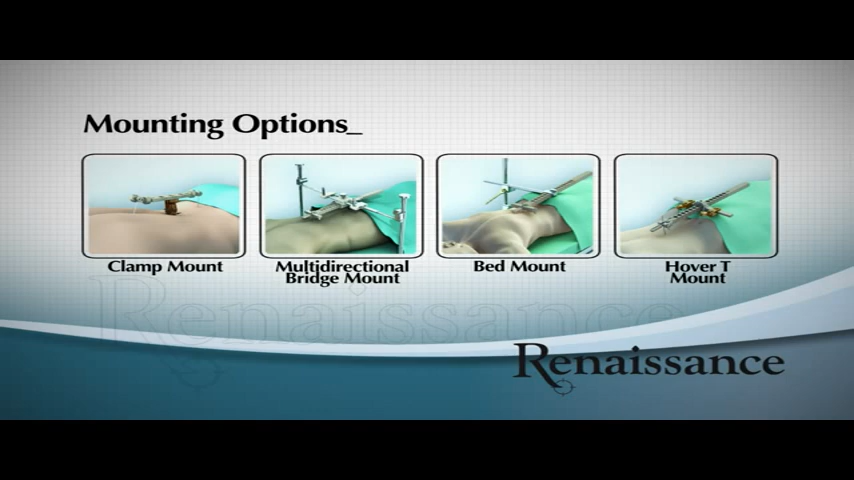 Mounting Options_
Clamp Mount
Multidirectional
Bridge Mount
Bed Mount
Hover T
Mount
Renaissance
Renaissance